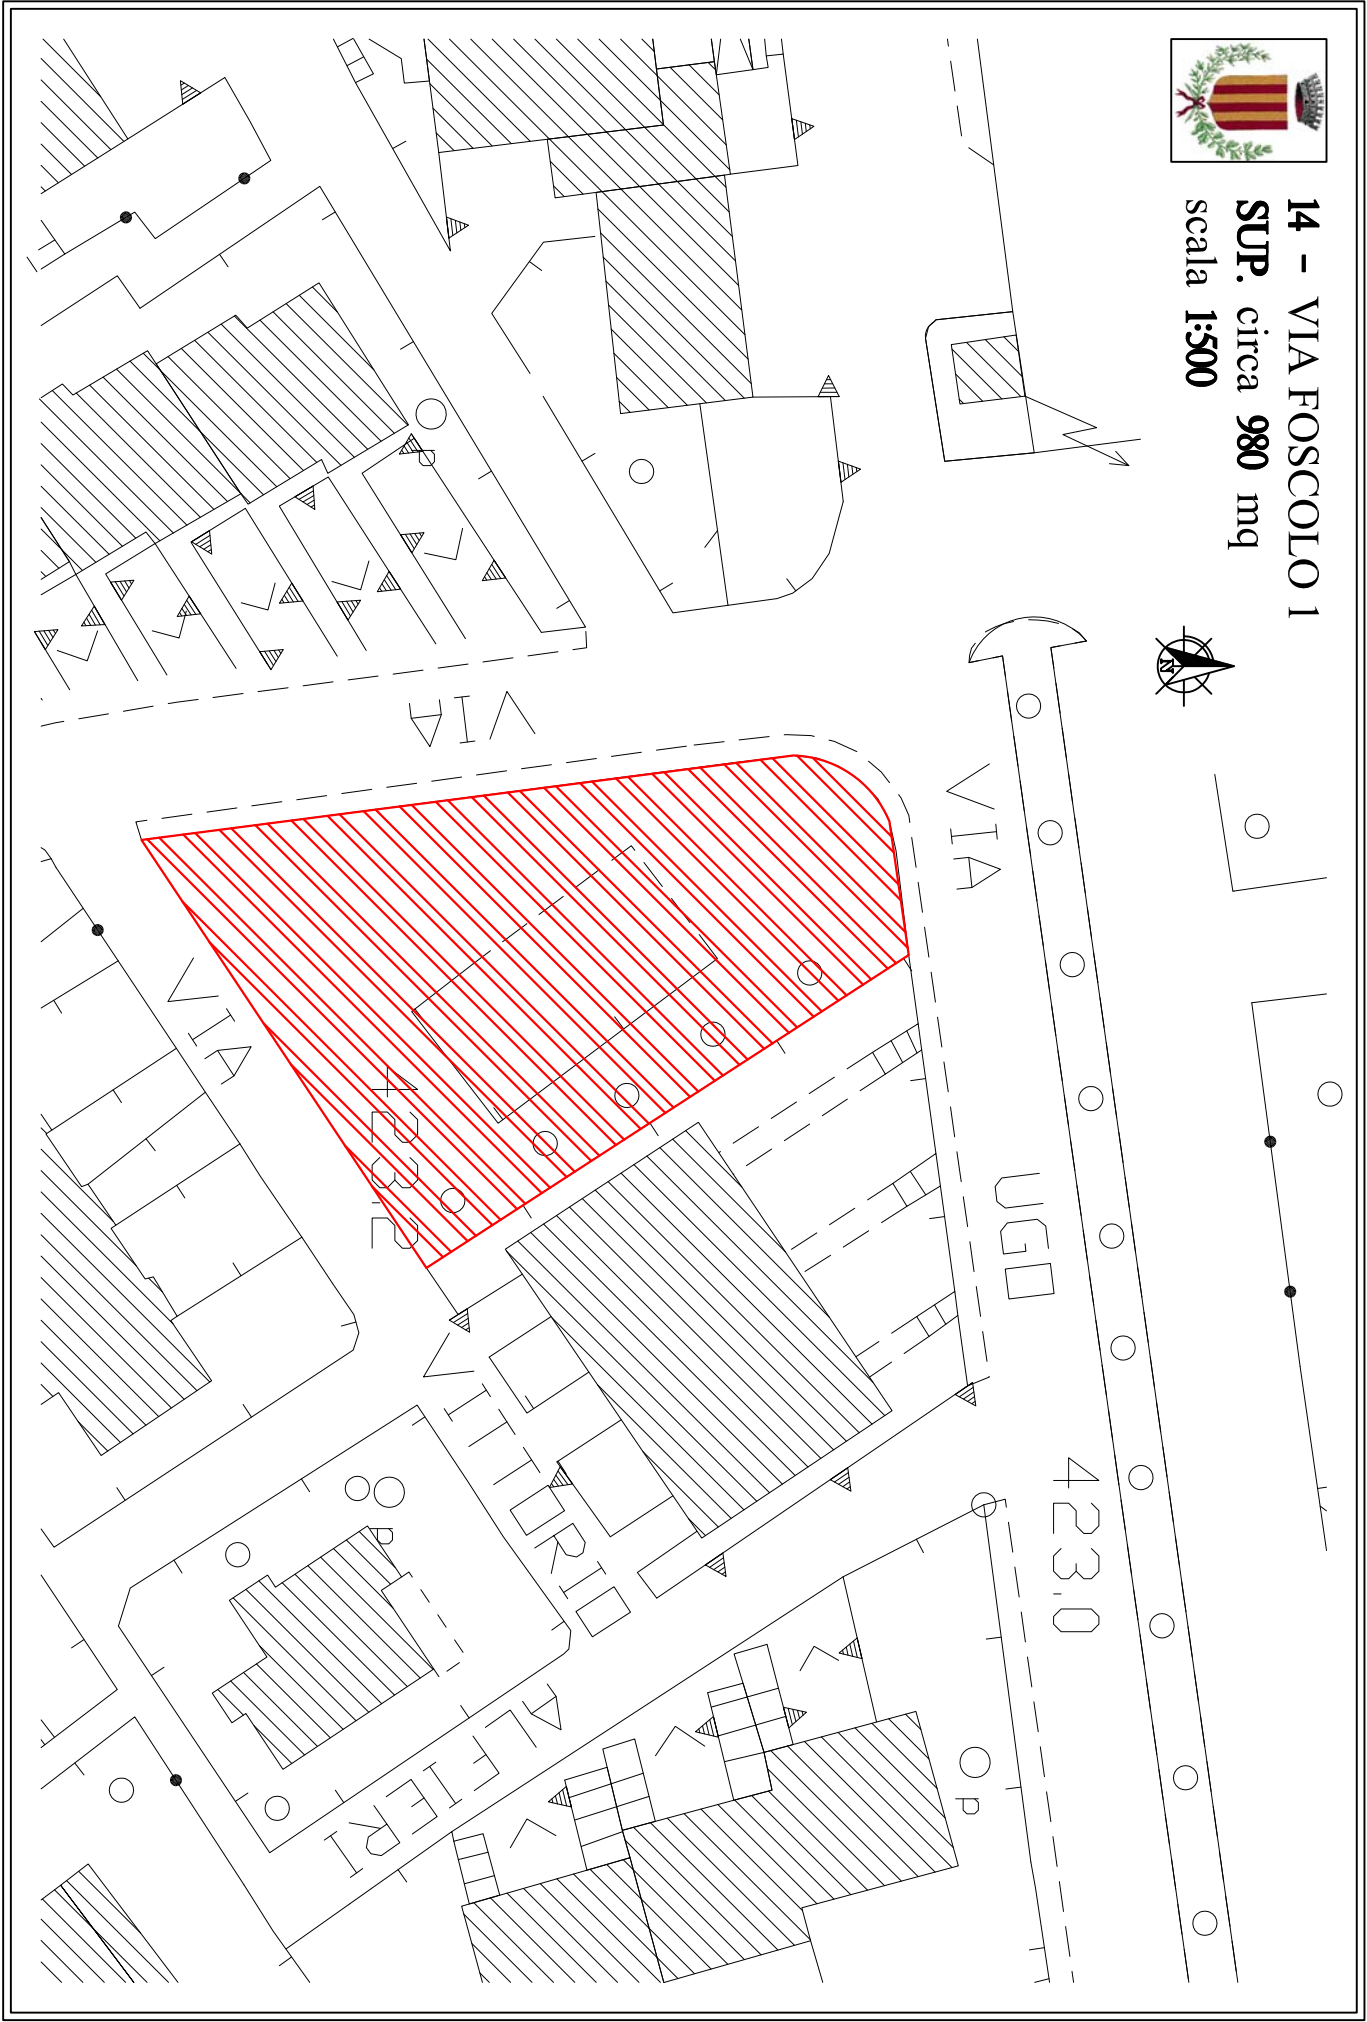 14 - VIA FOSCOLO 1
SUP. circa 980 mq
scala 1:500
N
VIA
VIA
UGO
423.0
VIA
423.2
VITTORIO
ALFIERI
p
p
p